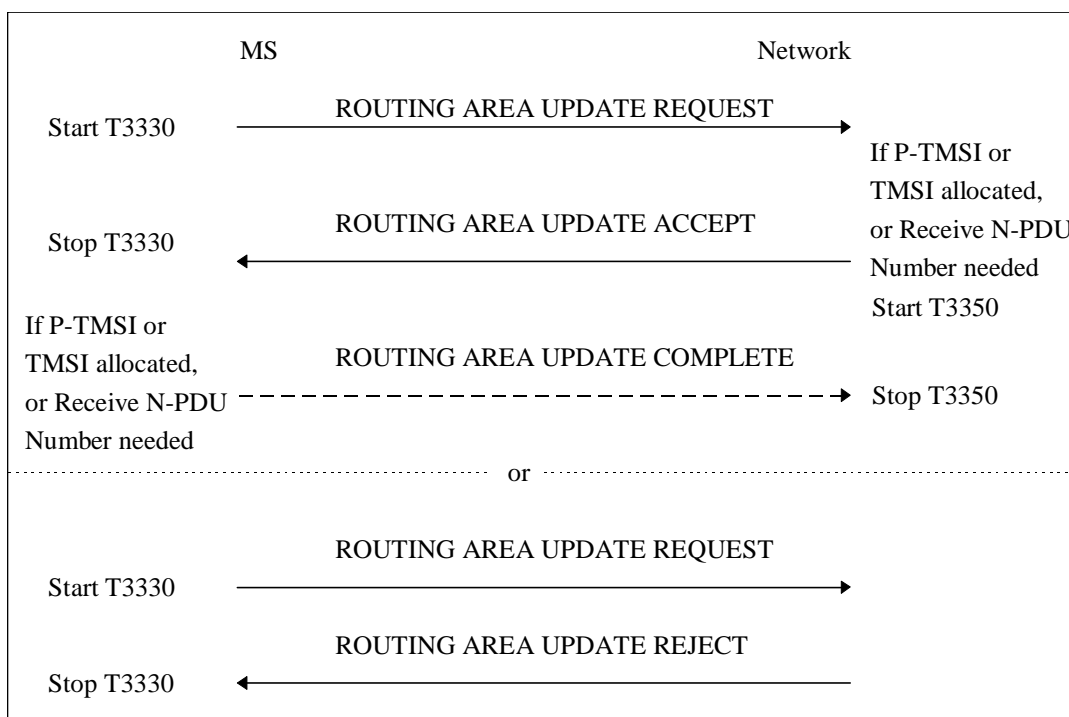 MS
Network
ROUTING AREA UPDATE REQUEST
Start T3330
If P-TMSI or
TMSI allocated,
or Receive N-PDU
Number needed
Start T3350
ROUTING AREA UPDATE ACCEPT
Stop T3330
If P-TMSI or
TMSI allocated,
or Receive N-PDU
Number needed
ROUTING AREA UPDATE COMPLETE
Stop T3350
or
ROUTING AREA UPDATE REQUEST
Start T3330
ROUTING AREA UPDATE REJECT
Stop T3330